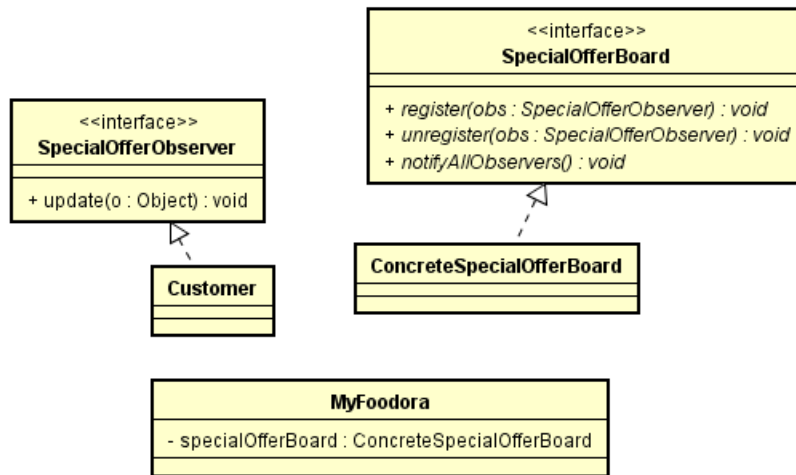 <<interface>>
SpecialOfferBoard
+ register(obs : SpecialOfferObserver) : void
+ unregister(obs : SpecialOfferObserver) : void
+ notifyAllObservers() : void
<<interface>>
SpecialOfferObserver
+ update(o : Object) : void
Customer
ConcreteSpecialOfferBoard
MyFoodora
- specialOfferBoard : ConcreteSpecialOfferBoard